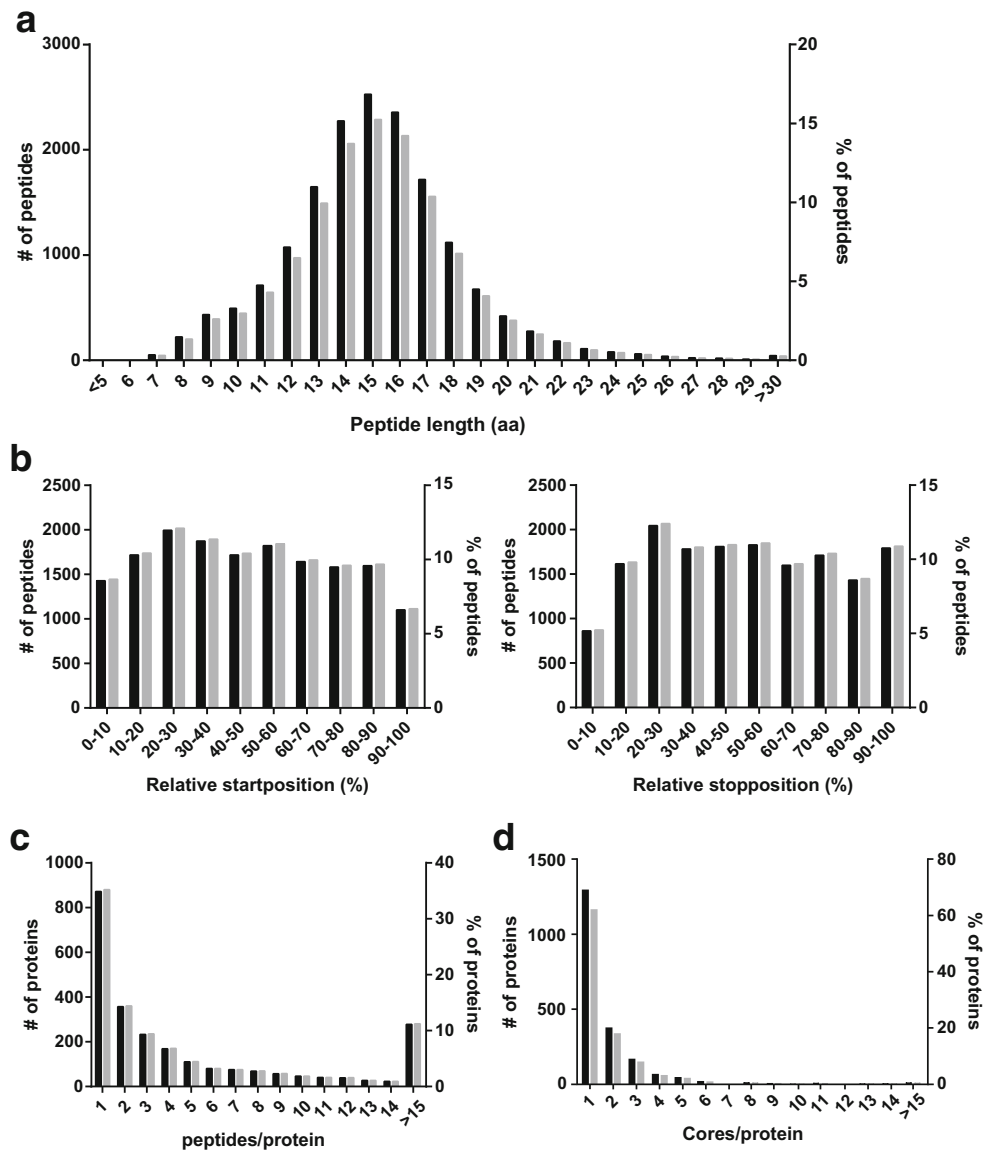 a
3000
2000
1000
0
# of peptides
20
15
10
5
0
% of peptides
<5 6 7 8 9 10 11 12 13 14 15 16 17 18 19 20 21 22 23 24 25 26 27 28 29 >30
Peptide length (aa)
b
2500
2000
1500
1000
500
0
# of peptides
15
10
5
0
% of peptides
0-10 10-20 20-30 30-40 40-50 50-60 60-70 70-80 80-90 90-100
Relative startposition (%)
2500
2000
1500
1000
500
0
# of peptides
15
10
5
0
% of peptides
0-10 10-20 20-30 30-40 40-50 50-60 60-70 70-80 80-90 90-100
Relative stopposition (%)
c
1000
800
600
400
200
0
# of proteins
40
30
20
10
0
% of proteins
1 2 3 4 5 6 7 8 9 10 11 12 13 14 >15
peptides/protein
d
1500
1000
500
0
# of proteins
80
60
40
20
0
% of proteins
1 2 3 4 5 6 7 8 9 10 11 12 13 14 >15
Cores/protein